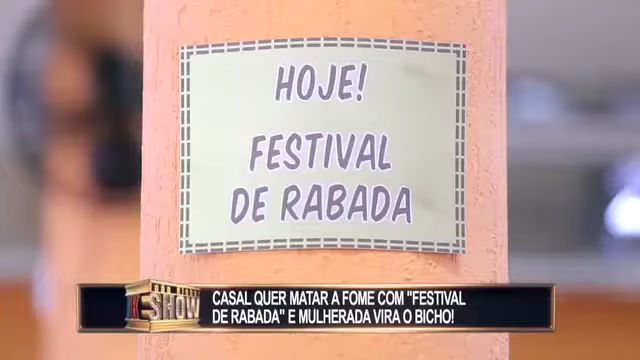 HOJE!
FESTIVAL
DE RABADA
SHOW
CASAL QUER MATAR A FOME COM "FESTIVAL
DE RABADA" E MULHERADA VIRA O BICHO!